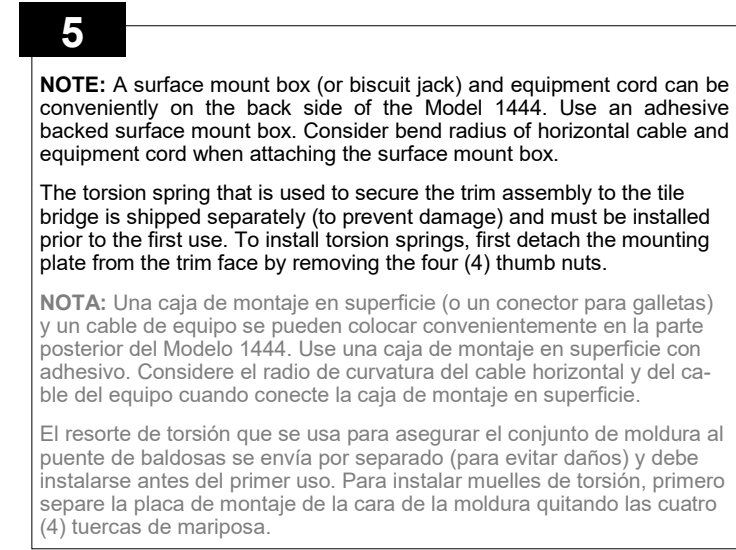 5
NOTE: A surface mount box (or biscuit jack) and equipment cord can be
conveniently on the back side of the Model 1444. Use an adhesive
backed surface mount box. Consider bend radius of horizontal cable and
equipment cord when attaching the surface mount box.
The torsion spring that is used to secure the trim assembly to the tile
bridge is shipped separately (to prevent damage) and must be installed
prior to the first use. To install torsion springs, first detach the mounting
plate from the trim face by removing the four (4) thumb nuts.
NOTA: Una caja de montaje en superficie (o un conector para galletas)
y un cable de equipo se pueden colocar convenientemente en la parte
posterior del Modelo 1444. Use una caja de montaje en superficie con
adhesivo. Considere el radio de curvatura del cable horizontal y del ca-
ble del equipo cuando conecte la caja de montaje en superficie.
El resorte de torsión que se usa para asegurar el conjunto de moldura al
puente de baldosas se envía por separado (para evitar daños) y debe
instalarse antes del primer uso. Para instalar muelles de torsión, primero
separe la placa de montaje de la cara de la moldura quitando las cuatro
(4) tuercas de mariposa.